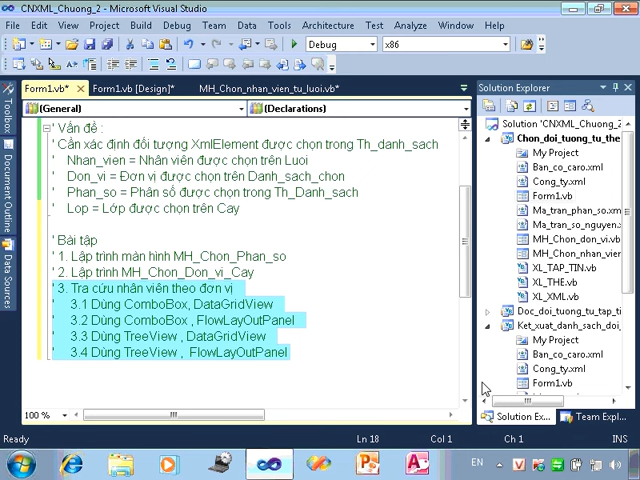 CNXML_Chuong_2 - Microsoft Visual Studio
File Edit View Project Build Debug Team Data Tools Architecture Test Analyze Window Help
Debug x86
Form1.vb* Form1.vb [Design]* MH_Chon_nhan_vien_tu_luoi.vb*
(General) (Declarations)
' Vấn đề :
' Cần xác định đối tượng XmlElement được chọn trong Th_danh_sach
' Nhan_vien = Nhân viên được chọn trên Luoi
' Don_vi = Đơn vị được chọn trên Danh_sach_chon
' Phan_so = Phân số được chọn trong Th_Danh_sach
' Lop = Lớp được chọn trên Cay
' Bài tập
' 1. Lập trình màn hình MH_Chon_Phan_so
' 2. Lập trình MH_Chon_Don_vi_Cay
' 3. Tra cứu nhân viên theo đơn vị
' 3.1 Dùng ComboBox, DataGridView
' 3.2 Dùng ComboBox , FlowLayOutPanel
' 3.3 Dùng TreeView , DataGridView
' 3.4 Dùng TreeView , FlowLayOutPanel
100 %
Toolbox
Document Outline
Data Sources
Solution Explorer
Solution 'CNXML_Chuong_2
Chon_doi_tuong_tu_the
My Project
Ban_co_caro.xml
Cong_ty.xml
Form1.vb
Ma_tran_phan_so.xm
Ma_tran_so_nguyen.
MH_Chon_don_vi.vb
MH_Chon_nhan_vien
XL_TAP_TIN.vb
XL_THE.vb
XL_XML.vb
Doc_doi_tuong_tu_tap_ti
Ket_xuat_danh_sach_doi_
My Project
Ban_co_caro.xml
Cong_ty.xml
Form1.vb
Solution Ex... Team Expl...
Ready Ln 18 Col 1 Ch 1 INS
EN